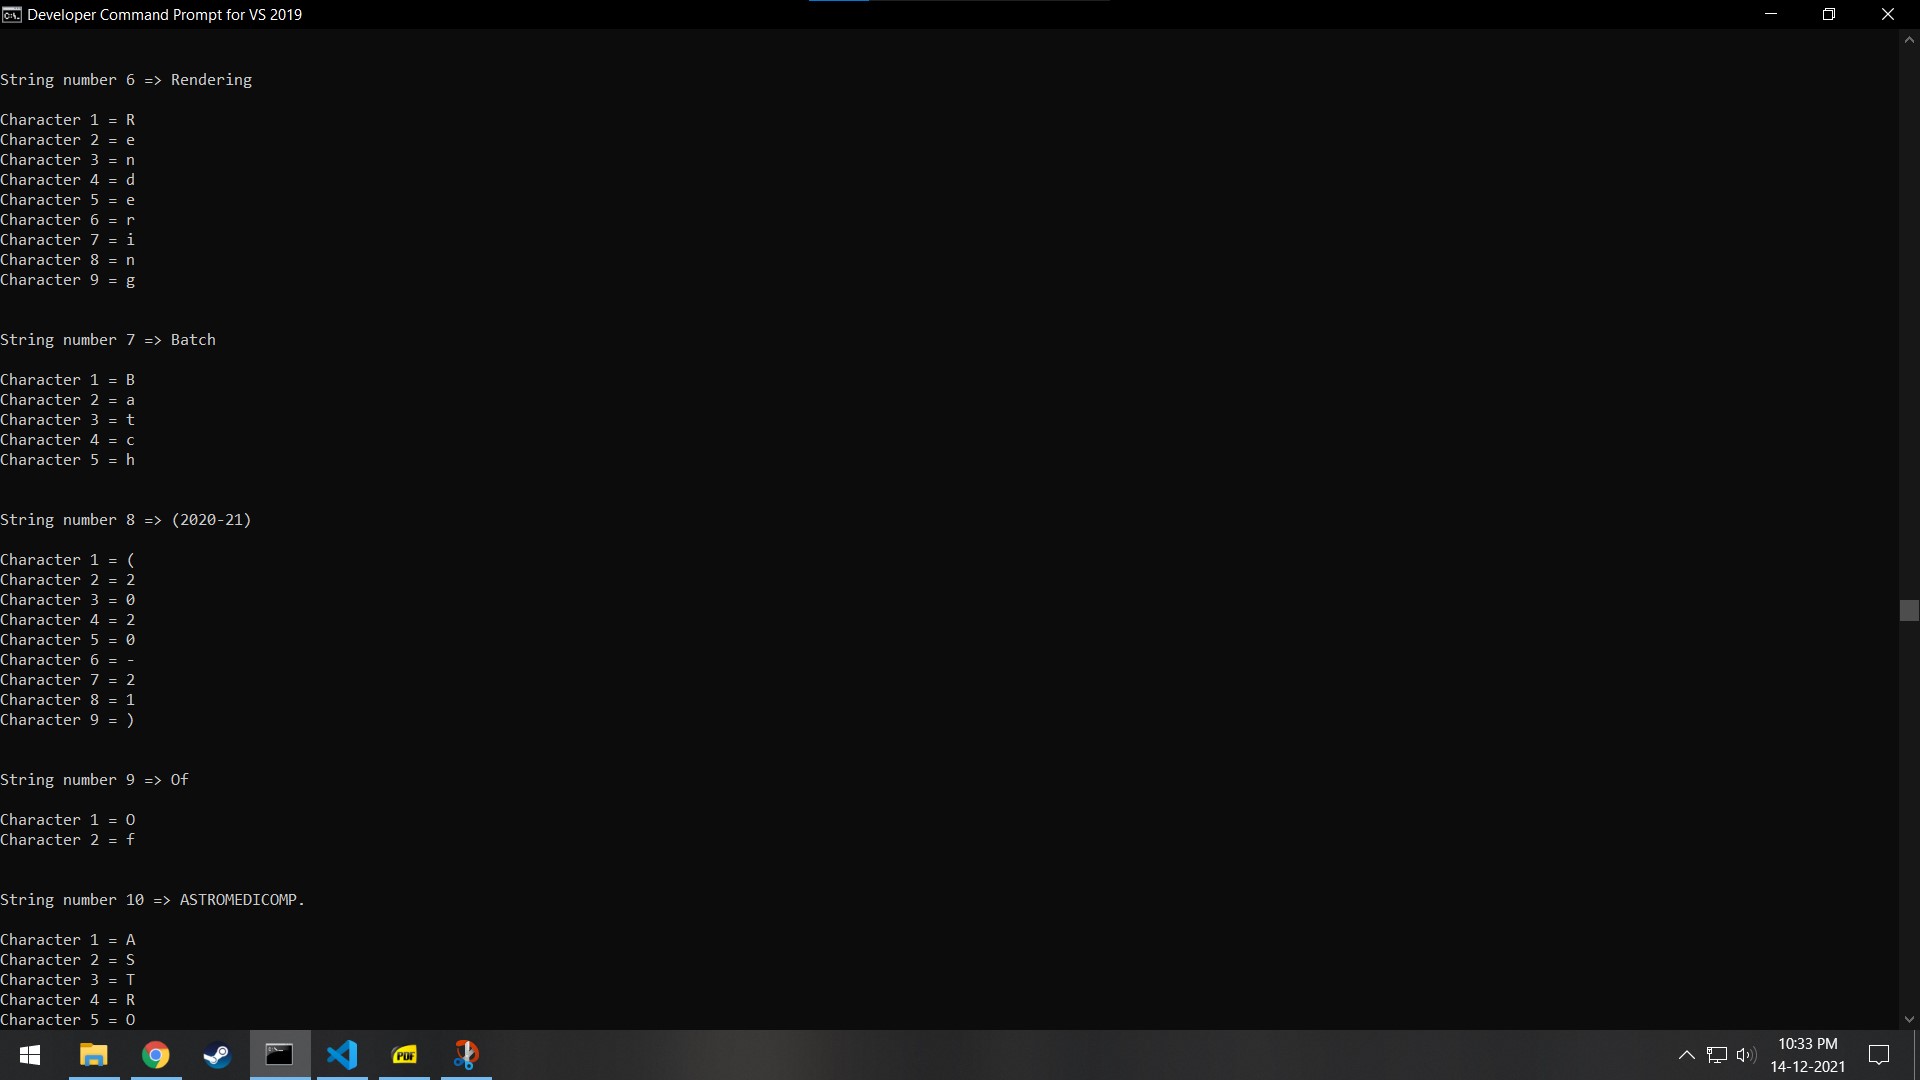 Developer Command Prompt for VS 2019
String number 6 => Rendering
Character 1 = R
Character 2 = e
Character 3 = n
Character 4 = d
Character 5 = e
Character 6 = r
Character 7 = i
Character 8 = n
Character 9 = g
String number 7 => Batch
Character 1 = B
Character 2 = a
Character 3 = t
Character 4 = c
Character 5 = h
String number 8 => (2020-21)
Character 1 = (
Character 2 = 2
Character 3 = 0
Character 4 = 2
Character 5 = 0
Character 6 = -
Character 7 = 2
Character 8 = 1
Character 9 = )
String number 9 => Of
Character 1 = O
Character 2 = f
String number 10 => ASTROMEDICOMP.
Character 1 = A
Character 2 = S
Character 3 = T
Character 4 = R
Character 5 = O
PDF
10:33 PM
14-12-2021